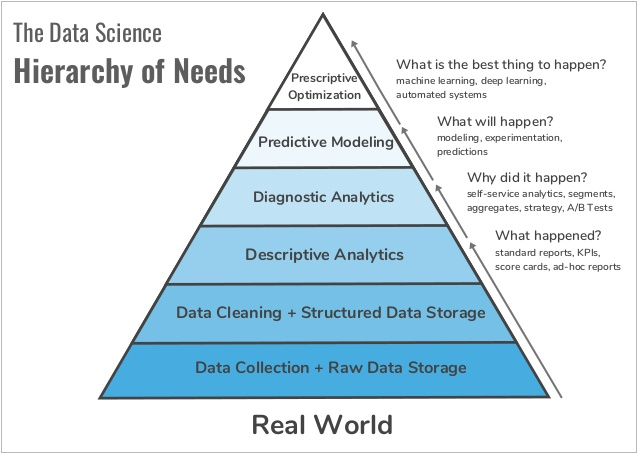 The Data Science
Hierarchy of Needs
What is the best thing to happen?
machine learning, deep learning,
automated systems
Prescriptive
Optimization
What will happen?
modeling, experimentation,
predictions
Predictive Modeling
Why did it happen?
self-service analytics, segments,
aggregates, strategy, A/B Tests
Diagnostic Analytics
What happened?
standard reports, KPIs,
score cards, ad-hoc reports
Descriptive Analytics
Data Cleaning + Structured Data Storage
Data Collection + Raw Data Storage
Real World